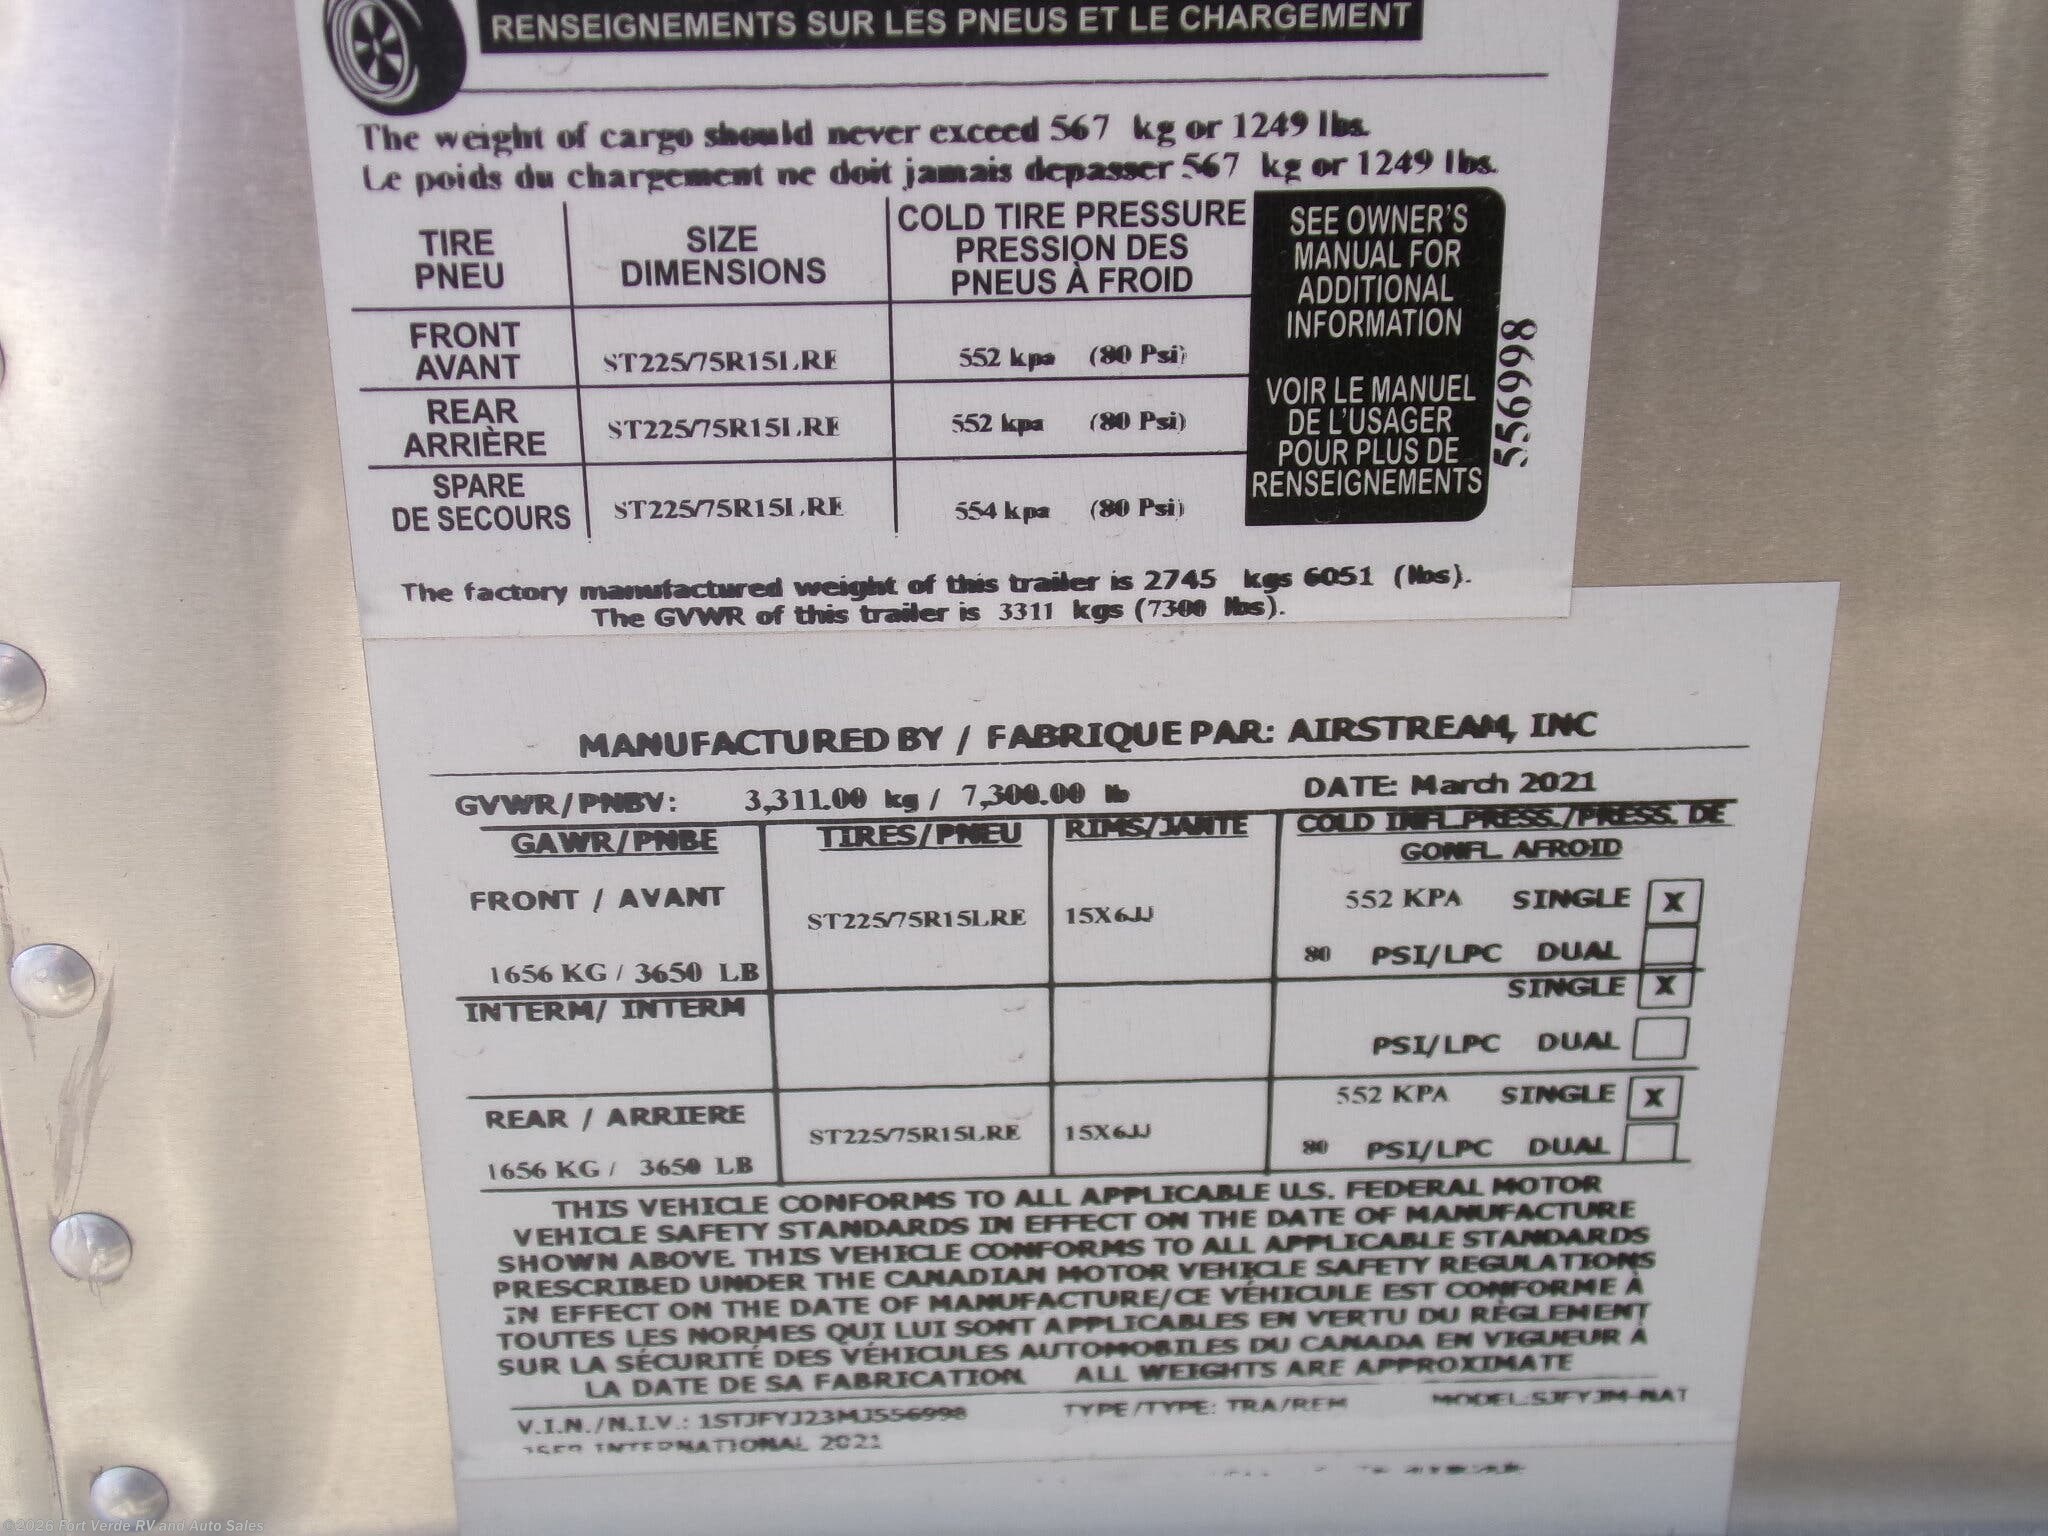 RENSEIGNEMENTS SUR LES PNEUS ET LE CHARGEMENT
The weight of cargo should never exceed 567 kg or 1249 lbs.
Le poids du chargement ne doit jamais depasser 567 kg or 1249 lbs.
TIRE PNEU
SIZE DIMENSIONS
COLD TIRE PRESSURE PRESSION DES PNEUS À FROID
FRONT AVANT ST225/75R15LRE 552 kpa (80 Psi)
REAR ARRIÈRE ST225/75R15LRE 552 kpa (80 Psi)
SPARE DE SECOURS ST225/75R15LRE 554 kpa (80 Psi)
SEE OWNER'S
MANUAL FOR
ADDITIONAL
INFORMATION
VOIR LE MANUEL
DE L'USAGER
POUR PLUS DE
RENSEIGNEMENTS
556998
The factory manufactured weight of this trailer is 2745 kgs 6051 (lbs).
The GVWR of this trailer is 3311 kgs (7300 lbs).
MANUFACTURED BY / FABRIQUE PAR: AIRSTREAM, INC
GVWR/PNBV: 3,311.00 kg / 7,300.00 lb DATE: March 2021
GAWR/PNBE TIRES/PNEU RIMS/JANTE COLD INFL.PRESS./PRESS. DE
GONFL. AFROID
FRONT / AVANT ST225/75R15LRE 15X6JJ 552 KPA SINGLE X
1656 KG / 3650 LB 80 PSI/LPC DUAL
INTERM/ INTERM SINGLE X
PSI/LPC DUAL
REAR / ARRIERE ST225/75R15LRE 15X6JJ 552 KPA SINGLE X
1656 KG / 3650 LB 80 PSI/LPC DUAL
THIS VEHICLE CONFORMS TO ALL APPLICABLE U.S. FEDERAL MOTOR
VEHICLE SAFETY STANDARDS IN EFFECT ON THE DATE OF MANUFACTURE
SHOWN ABOVE. THIS VEHICLE CONFORMS TO ALL APPLICABLE STANDARDS
PRESCRIBED UNDER THE CANADIAN MOTOR VEHICLE SAFETY REGULATIONS
IN EFFECT ON THE DATE OF MANUFACTURE/CE VÉHICULE EST CONFORME À
TOUTES LES NORMES QUI LUI SONT APPLICABLES EN VERTU DU RÈGLEMENT
SUR LA SÉCURITÉ DES VÉHICULES AUTOMOBILES DU CANADA EN VIGUEUR À
LA DATE DE SA FABRICATION ALL WEIGHTS ARE APPROXIMATE
V.I.N./N.I.V.: 1STJFYJ23MJ556998 TYPE/TYPE: TRA/REM MODEL:SJFYJM-NAT
INTERNATIONAL 2021
©2026 Fort Verde RV and Auto Sales